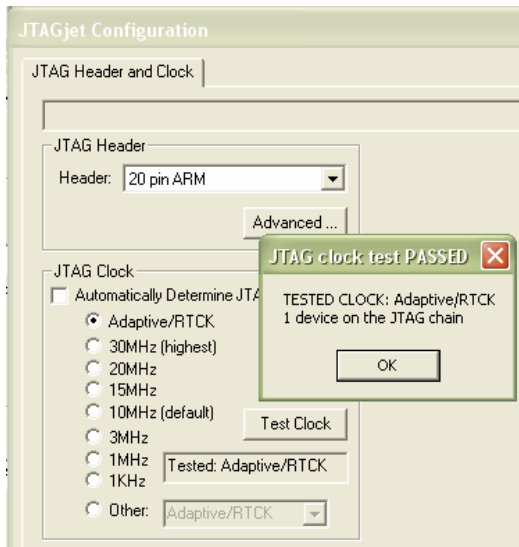 JTAGjet Configuration
JTAG Header and Clock
JTAG Header
Header: 20 pin ARM
Advanced ...
JTAG clock test PASSED
TESTED CLOCK: Adaptive/RTCK
1 device on the JTAG chain
OK
JTAG Clock
Automatically Determine JTA
Adaptive/RTCK
30MHz (highest)
20MHz
15MHz
10MHz (default)
Test Clock
3MHz
1MHz
Tested: Adaptive/RTCK
1KHz
Other: Adaptive/RTCK